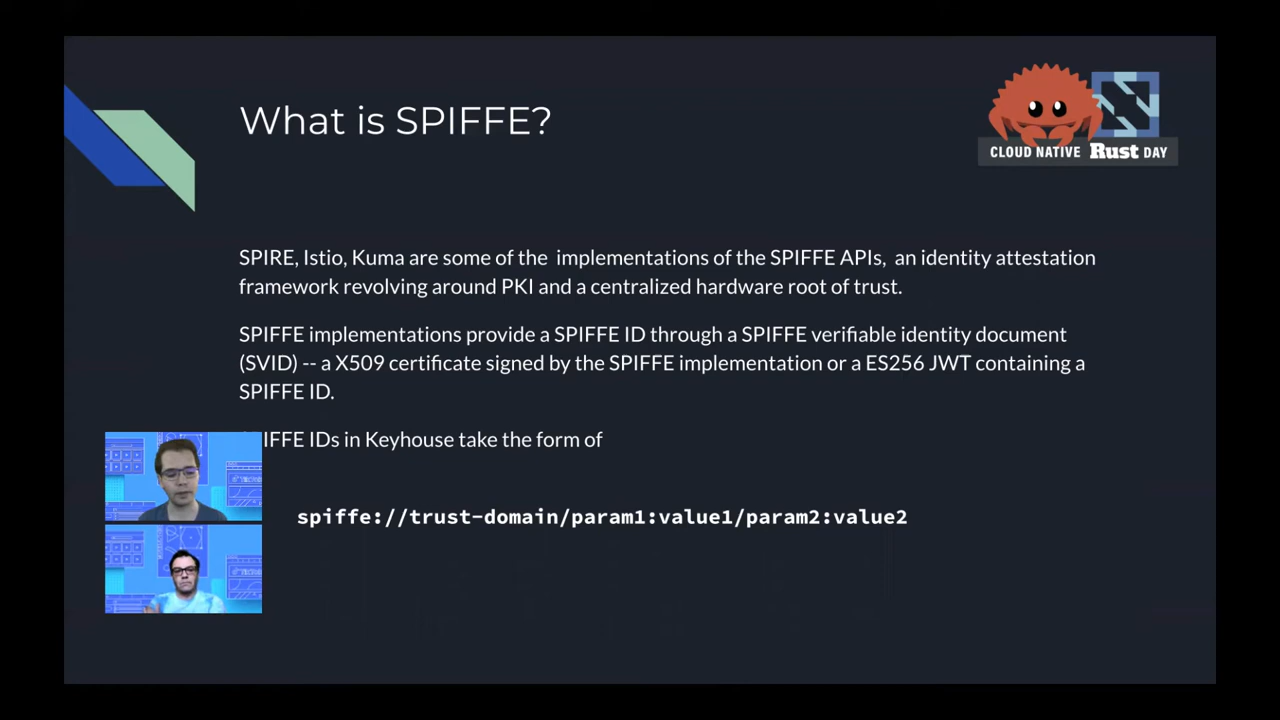 What is SPIFFE?
CLOUD NATIVE Rust DAY
SPIRE, Istio, Kuma are some of the implementations of the SPIFFE APIs, an identity attestation
framework revolving around PKI and a centralized hardware root of trust.
SPIFFE implementations provide a SPIFFE ID through a SPIFFE verifiable identity document
(SVID) -- a X509 certificate signed by the SPIFFE implementation or a ES256 JWT containing a
SPIFFE ID.
IFFE IDs in Keyhouse take the form of
spiffe://trust-domain/param1:value1/param2:value2